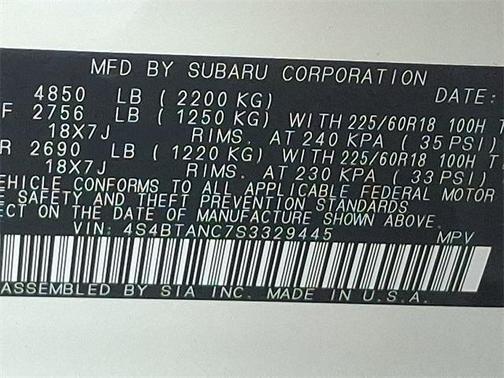 MFD BY SUBARU CORPORATION
4850 LB (2200 KG) DATE:
F 2756 LB (1250 KG) WITH 225/60R18 100H T
18X7J RIMS. AT 240 KPA (35 PSI)
R 2690 LB (1220 KG) WITH 225/60R18 100H T
18X7J RIMS. AT 230 KPA (33 PSI)
VEHICLE CONFORMS TO ALL APPLICABLE FEDERAL MOTOR
E SAFETY AND THEFT PREVENTION STANDARDS
ECT ON THE DATE OF MANUFACTURE SHOWN ABOVE.
VIN: 4S4BTANC7S3329445 MPV
ASSEMBLED BY SIA INC. MADE IN U.S.A.